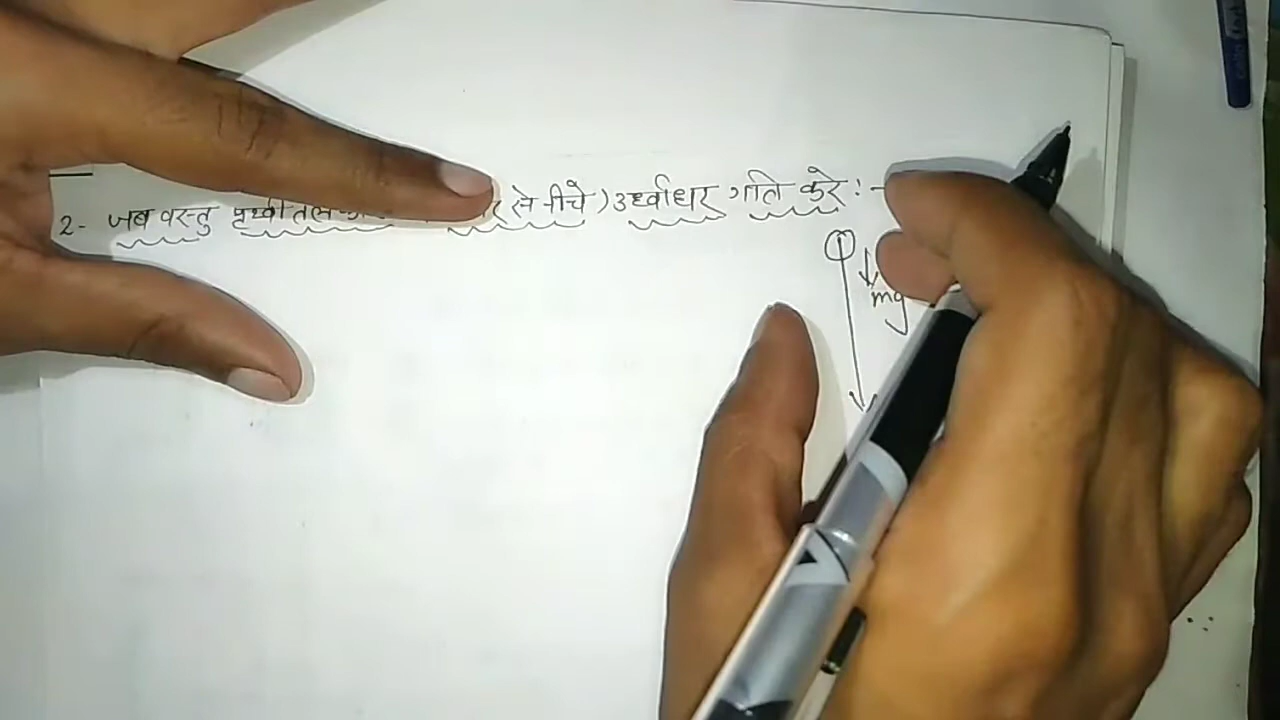 2- जब वस्तु पृथ्वी तल से नीचे) उर्ध्वाधर गति करे :-
mg